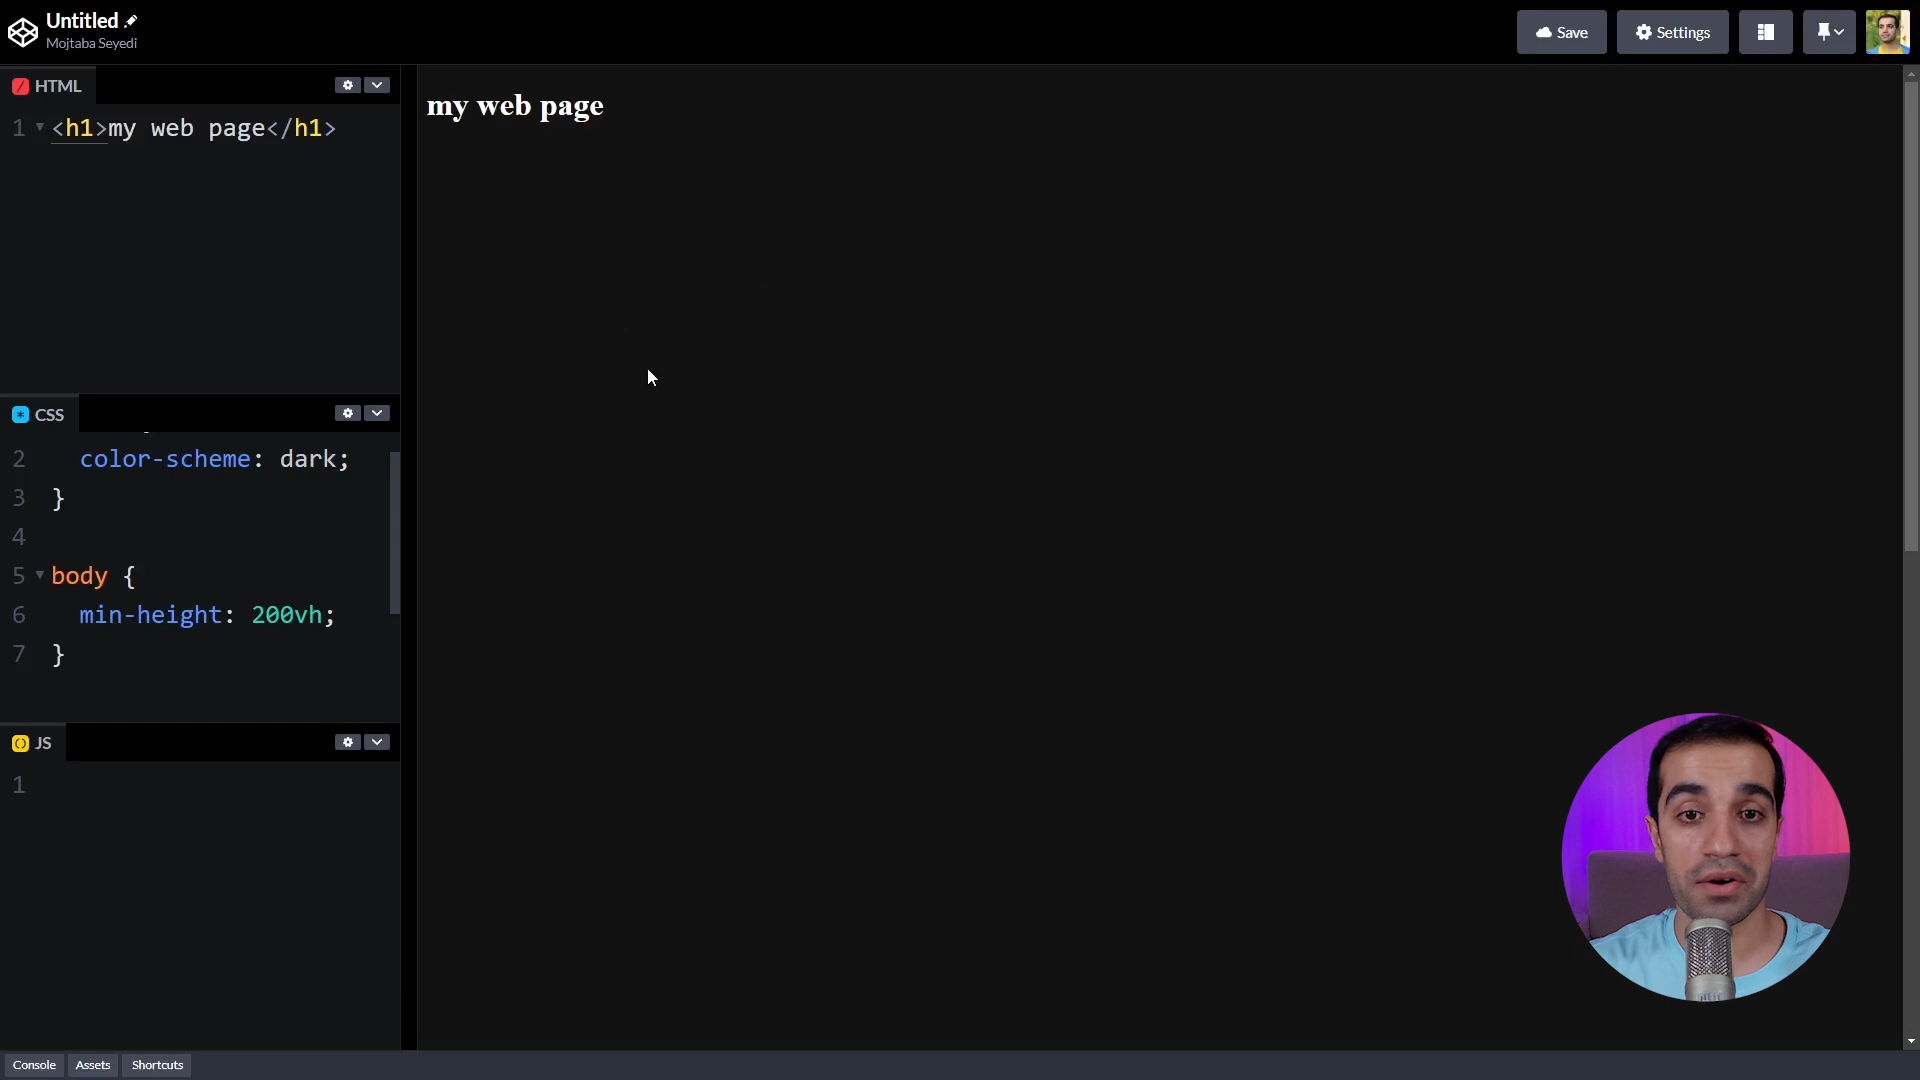 Untitled
Mojtaba Seyedi
Save
Settings
HTML
1 <h1>my web page</h1>
my web page
CSS
2 color-scheme: dark;
3 }
4
5 body {
6 min-height: 200vh;
7 }
JS
1
Console Assets Shortcuts